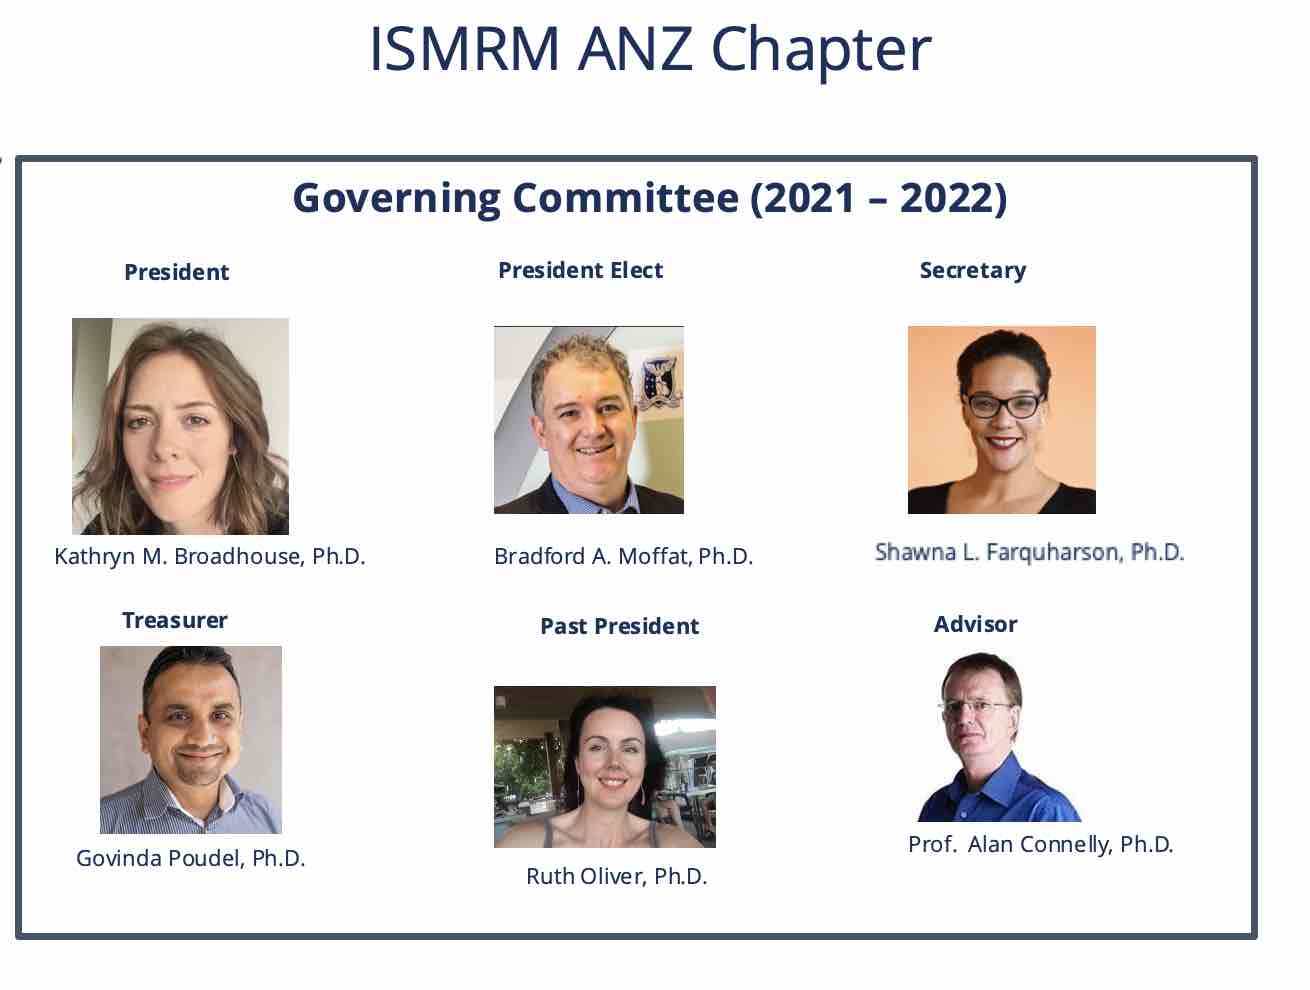 ISMRM ANZ Chapter
Governing Committee (2021 – 2022)
President
President Elect
Secretary
Kathryn M. Broadhouse, Ph.D.
Bradford A. Moffat, Ph.D.
Shawna L. Farquharson, Ph.D.
Treasurer
Past President
Advisor
Govinda Poudel, Ph.D.
Ruth Oliver, Ph.D.
Prof. Alan Connelly, Ph.D.